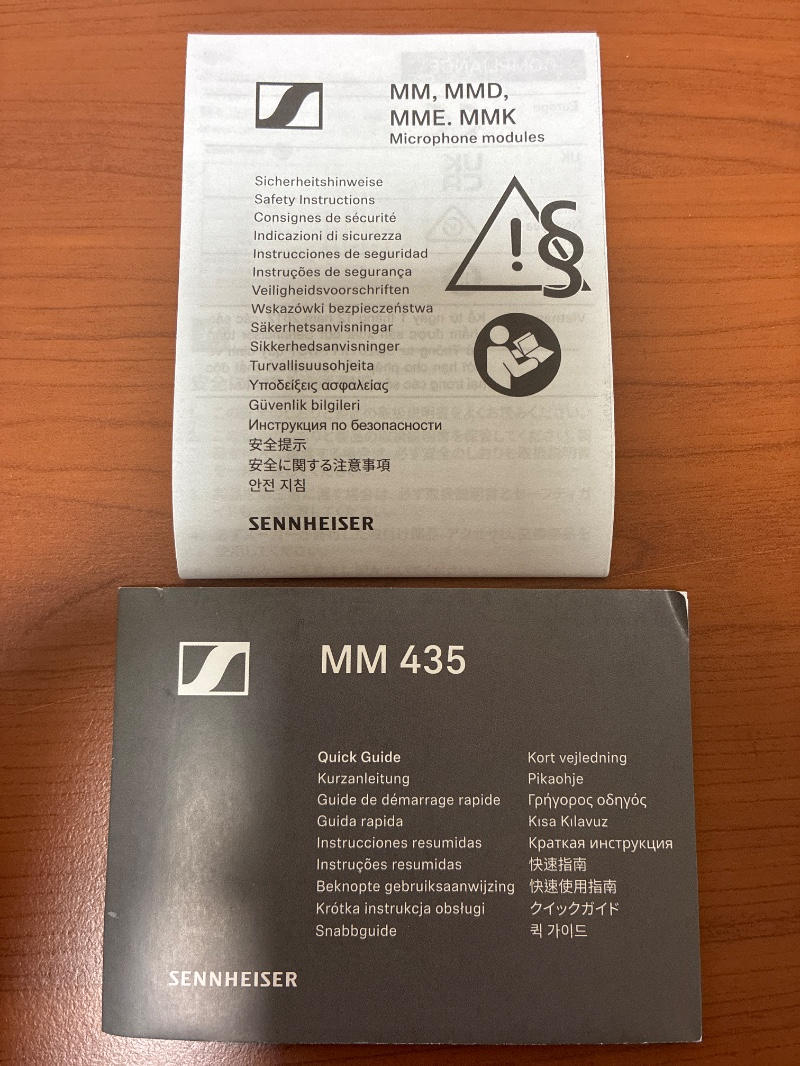 MM, MMD,
MME. MMK
Microphone modules
Sicherheitshinweise
Safety Instructions
Consignes de sécurité
Indicazioni di sicurezza
Instrucciones de seguridad
Instruções de segurança
Veiligheidsvoorschriften
Wskazówki bezpieczeństwa
Säkerhetsanvisningar
Sikkerhedsanvisninger
Turvallisuusohjeita
Υποδείξεις ασφαλείας
Güvenlik bilgileri
Инструкция по безопасности
安全提示
安全に関する注意事項
안전 지침
SENNHEISER
MM 435
Quick Guide
Kurzanleitung
Guide de démarrage rapide
Guida rapida
Instrucciones resumidas
Instruções resumidas
Beknopte gebruiksaanwijzing
Krótka instrukcja obsługi
Snabbguide
Kort vejledning
Pikaohje
Γρήγορος οδηγός
Kısa Kılavuz
Краткая инструкция
快速指南
快速使用指南
クイックガイド
퀵 가이드
SENNHEISER